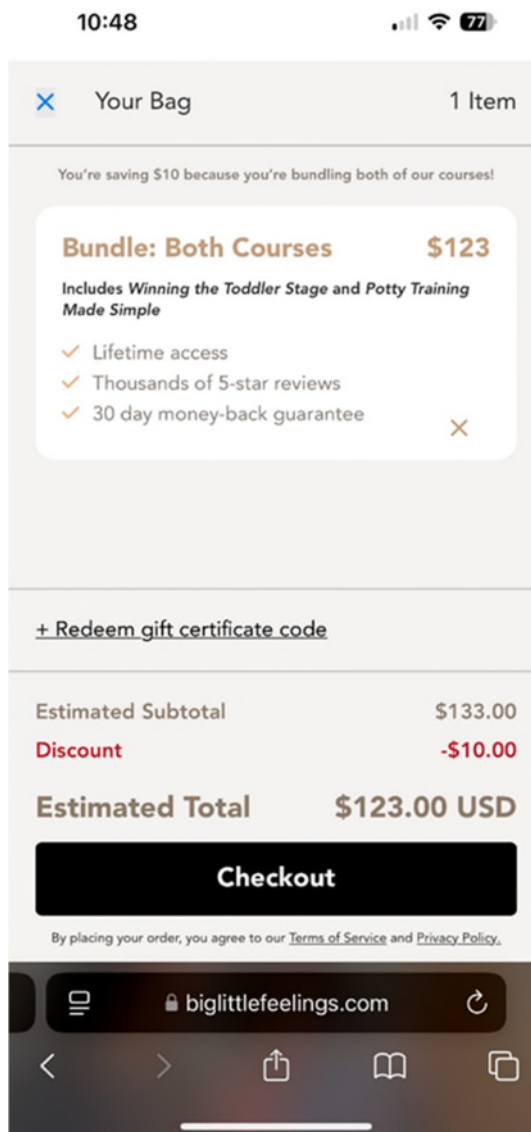 10:48
77
Your Bag
1 Item
You're saving $10 because you're bundling both of our courses!
Bundle: Both Courses
$123
Includes Winning the Toddler Stage and Potty Training
Made Simple
Lifetime access
Thousands of 5-star reviews
30 day money-back guarantee
+ Redeem gift certificate code
Estimated Subtotal
$133.00
Discount
-$10.00
Estimated Total
$123.00 USD
Checkout
By placing your order, you agree to our Terms of Service and Privacy Policy.
biglittlefeelings.com